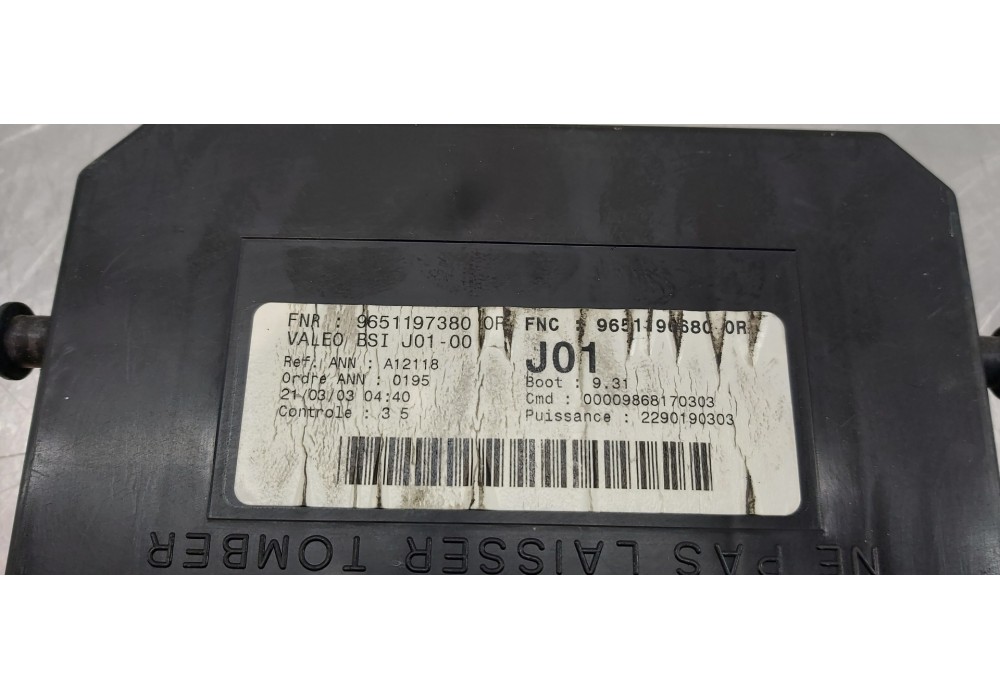 FNR : 9651197380 0R FNC : 9651196680 0R
VALEO BSI J01-00 J01
Ref. ANN : A12118 Boot : 9.31
Ordre ANN : 0195 Cmd : 00009868170303
21/03/03 04:40 Puissance : 2290190303
Controle : 3 5
NE PAS LAISSER TOMBER